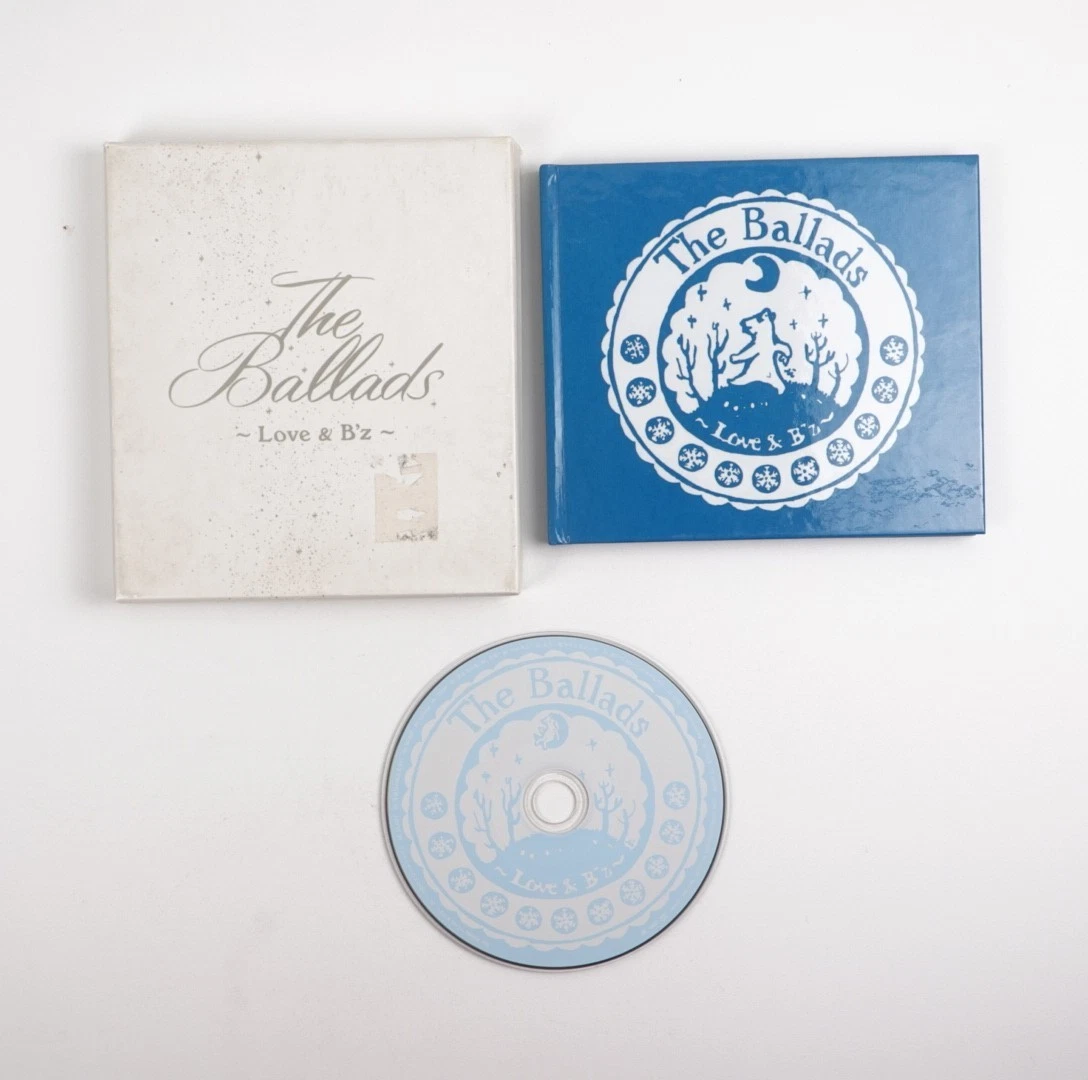 The
Ballads
~ Love & B'z ~
The Ballads
~ Love & B'z ~
The Ballads
~ Love & B'z ~